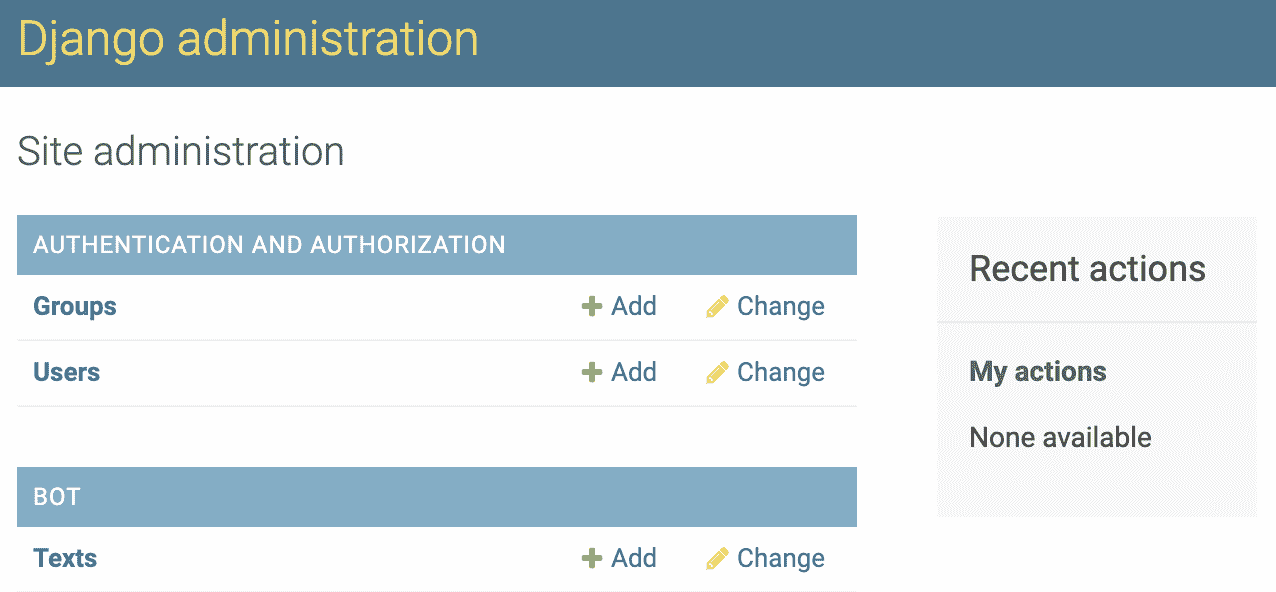 Django administration
Site administration
AUTHENTICATION AND AUTHORIZATION
Groups Add Change
Users Add Change
BOT
Texts Add Change
Recent actions
My actions
None available